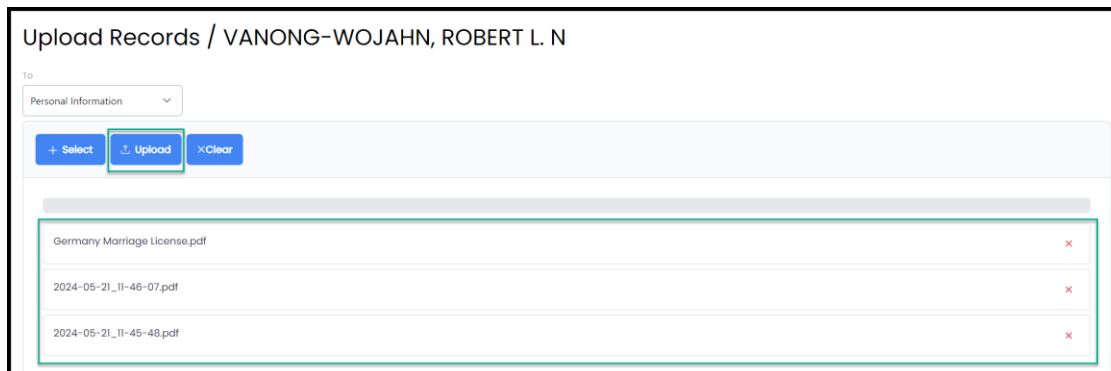 Upload Records / VANONG-WOJAHN, ROBERT L. N
To
Personal Information
+ Select Upload ×Clear
Germany Marriage License.pdf ×
2024-05-21_11-46-07.pdf ×
2024-05-21_11-45-48.pdf ×